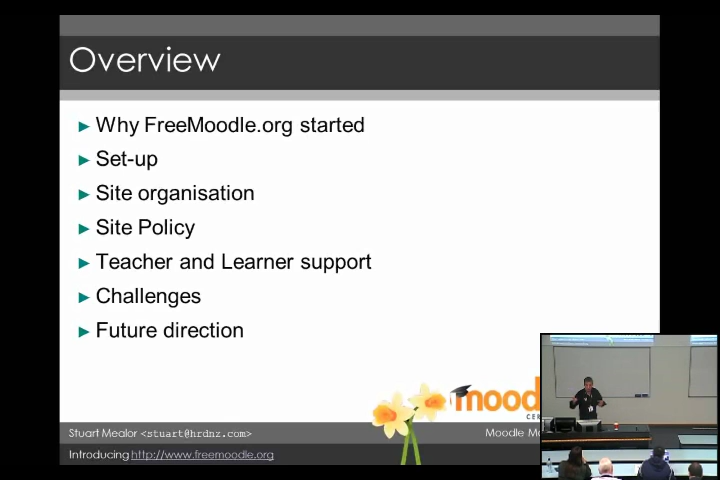 Overview
Why FreeMoodle.org started
Set-up
Site organisation
Site Policy
Teacher and Learner support
Challenges
Future direction
Stuart Mealor <stuart@hrdnz.com>
Moodle
Introducing http://www.freemoodle.org